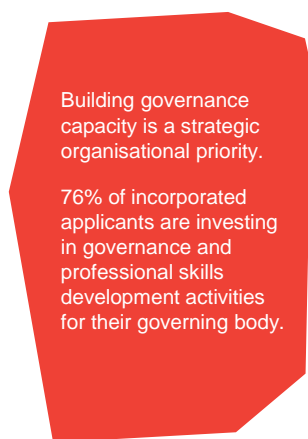 Building governance
capacity is a strategic
organisational priority.
76% of incorporated
applicants are investing
in governance and
professional skills
development activities
for their governing body.